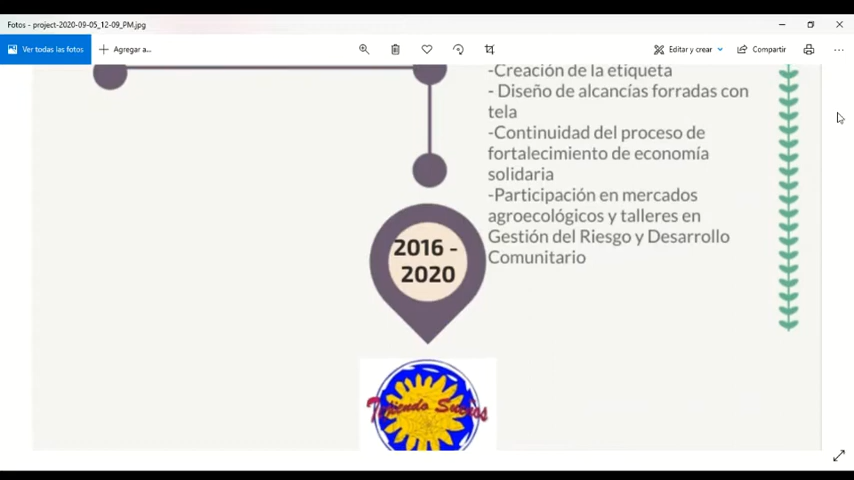 Fotos - project-2020-09-05_12-09_PM.jpg
Ver todas las fotos
Agregar a...
Editar y crear
Compartir
-Creación de la etiqueta
- Diseño de alcancías forradas con
tela
-Continuidad del proceso de
fortalecimiento de economía
solidaria
-Participación en mercados
agroecológicos y talleres en
Gestión del Riesgo y Desarrollo
Comunitario
2016 -
2020
Tejiendo Sueños